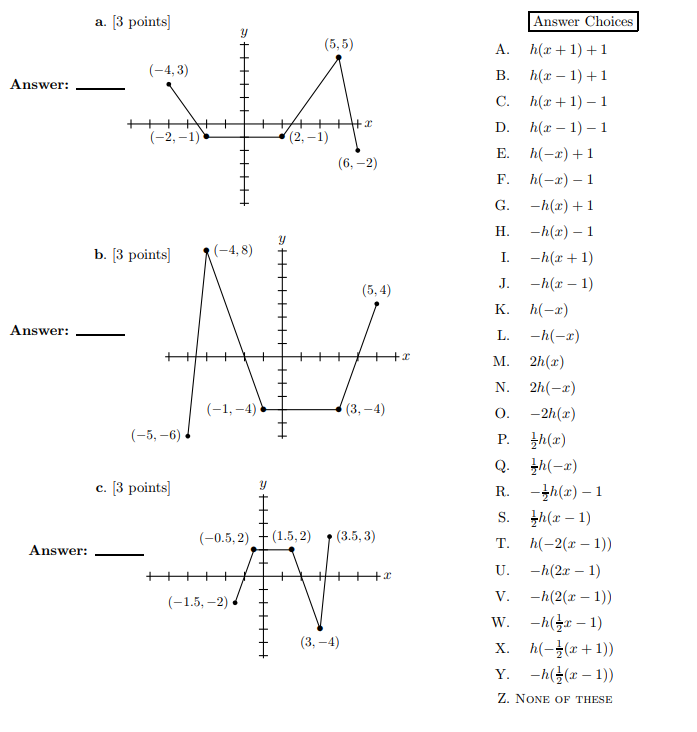 a. [3 points]
y
(5, 5)
(−4, 3)
Answer:
x
(−2, −1)
(2, −1)
(6, −2)
b. [3 points]
y
(−4, 8)
(5, 4)
Answer:
x
(−1, −4)
(3, −4)
(−5, −6)
c. [3 points]
y
(−0.5, 2)
(1.5, 2)
(3.5, 3)
Answer:
x
(−1.5, −2)
(3, −4)
Answer Choices
A. h(x + 1) + 1
B. h(x − 1) + 1
C. h(x + 1) − 1
D. h(x − 1) − 1
E. h(−x) + 1
F. h(−x) − 1
G. −h(x) + 1
H. −h(x) − 1
I. −h(x + 1)
J. −h(x − 1)
K. h(−x)
L. −h(−x)
M. 2h(x)
N. 2h(−x)
O. −2h(x)
P. ½h(x)
Q. ½h(−x)
R. −½h(x) − 1
S. ½h(x − 1)
T. h(−2(x − 1))
U. −h(2x − 1)
V. −h(2(x − 1))
W. −h(½x − 1)
X. h(−½(x + 1))
Y. −h(½(x − 1))
Z. NONE OF THESE